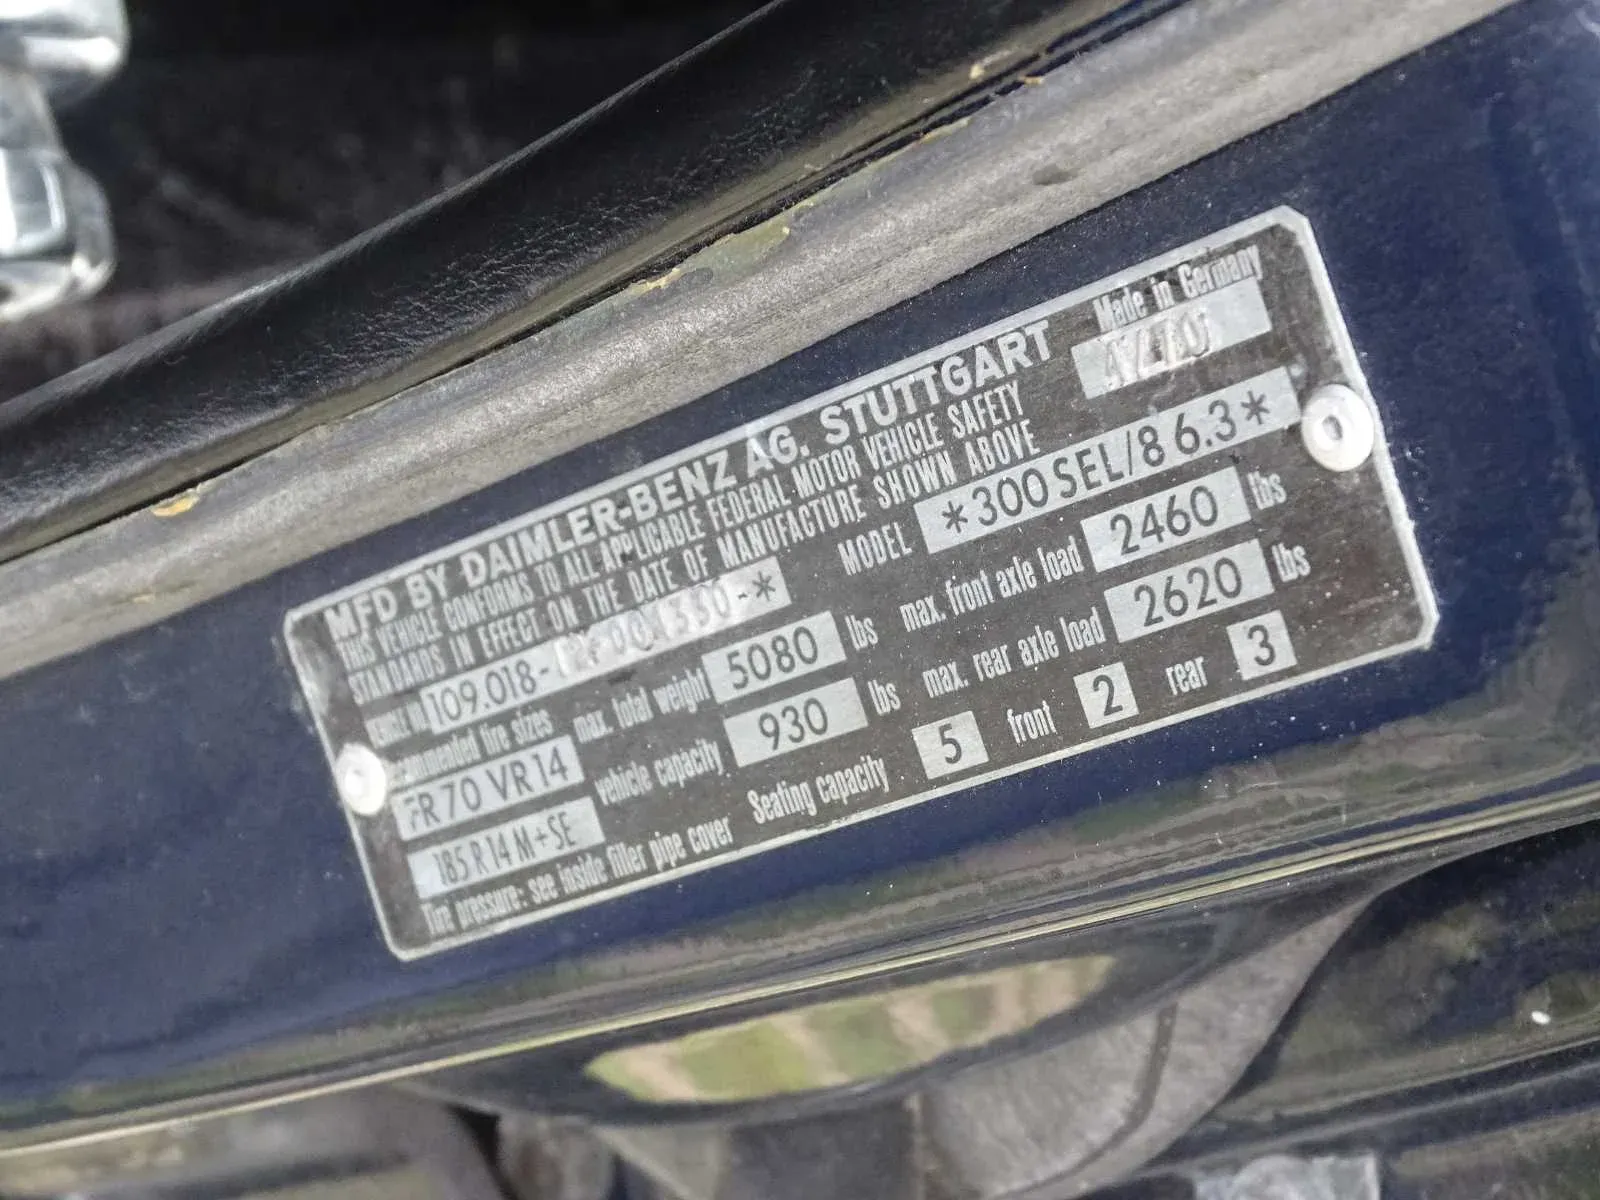 Made in Germany
MFD BY DAIMLER-BENZ AG. STUTTGART
THIS VEHICLE CONFORMS TO ALL APPLICABLE FEDERAL MOTOR VEHICLE SAFETY
STANDARDS IN EFFECT ON THE DATE OF MANUFACTURE SHOWN ABOVE
109.018- MODEL *300SEL/8 6.3*
tire sizes max. total weight 5080 lbs max. front axle load 2460 lbs
FR70 VR14 vehicle capacity 930 lbs max. rear axle load 2620 lbs
185 R 14 M+SE Seating capacity 5 front 2 rear 3
Tire pressure: see inside filler pipe cover